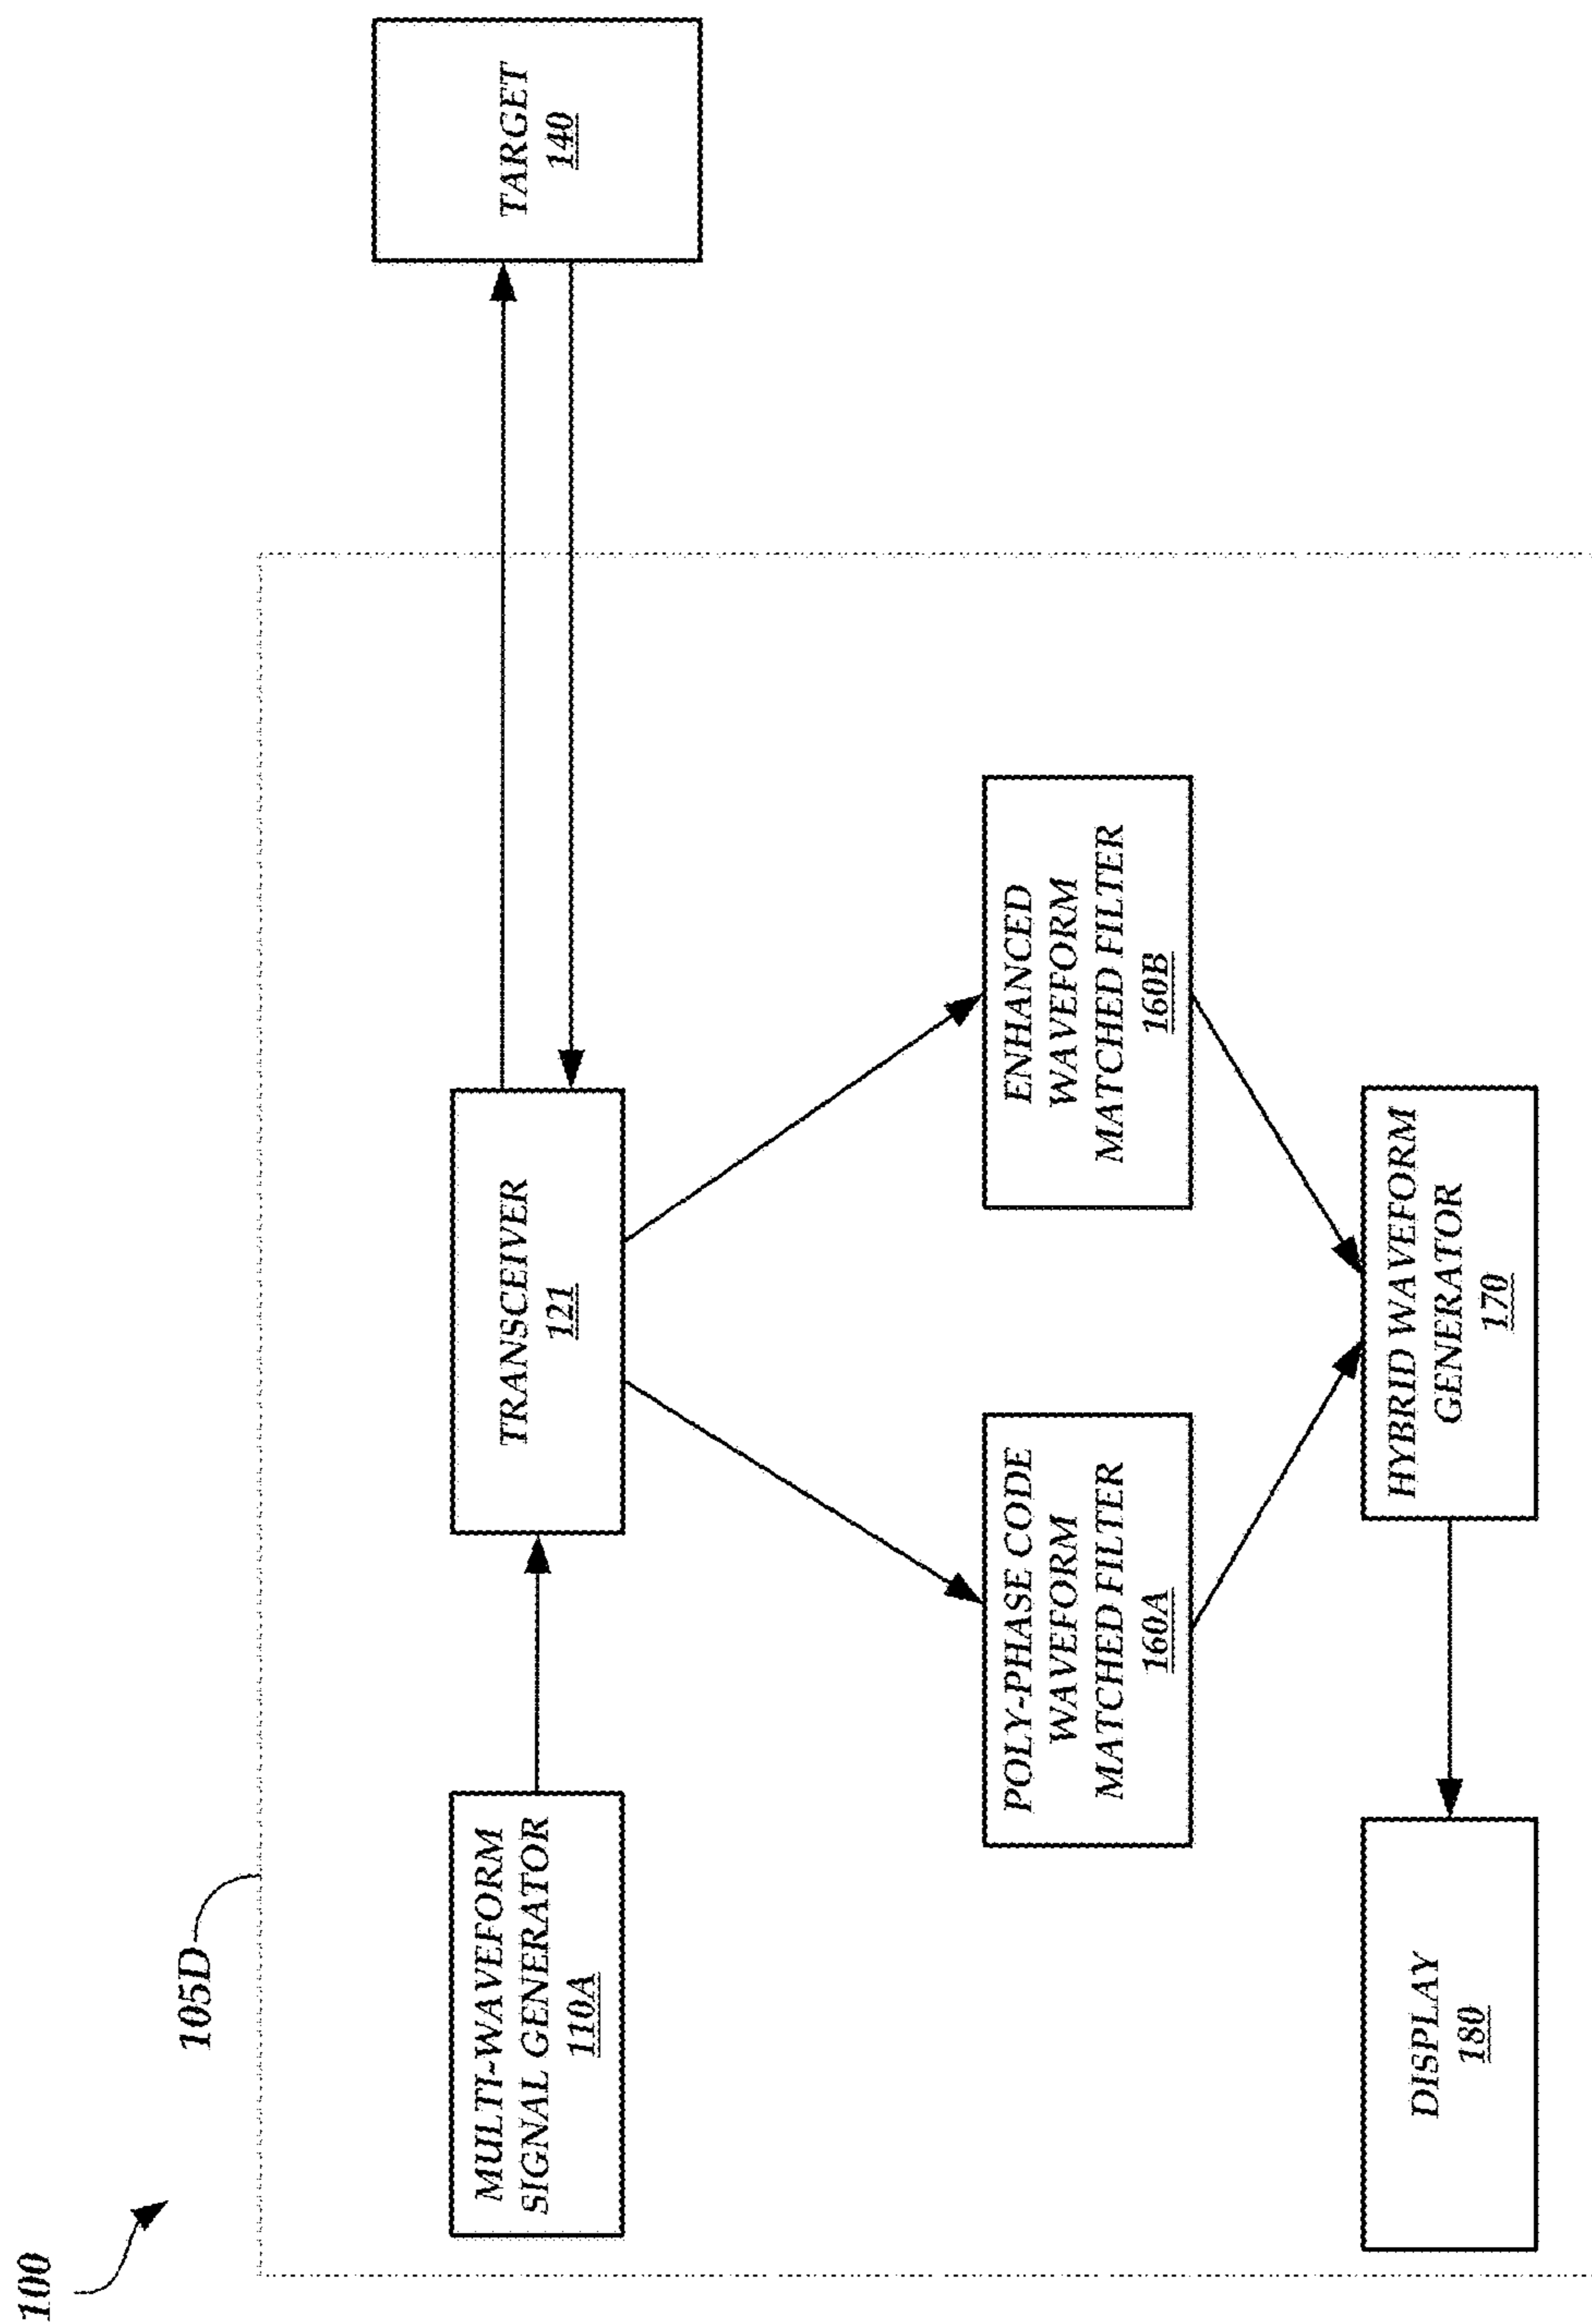 100
105D
MULTI-WAVEFORM
SIGNAL GENERATOR
110A
TRANSCEIVER
121
TARGET
140
POLY-PHASE CODE
WAVEFORM
MATCHED FILTER
160A
ENHANCED
WAVEFORM
MATCHED FILTER
160B
DISPLAY
180
HYBRID WAVEFORM
GENERATOR
170